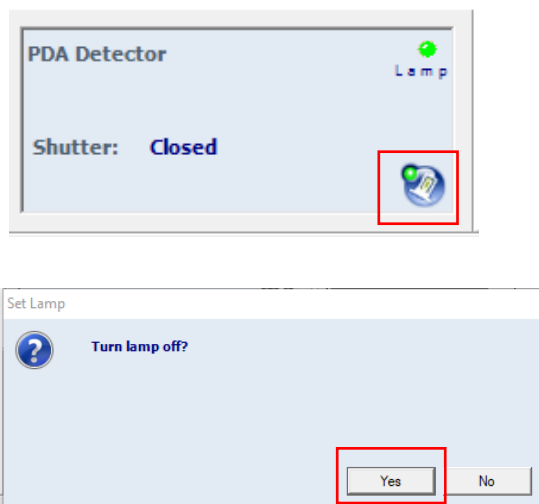 PDA Detector
Lamp
Shutter: Closed
Set Lamp
Turn lamp off?
Yes No